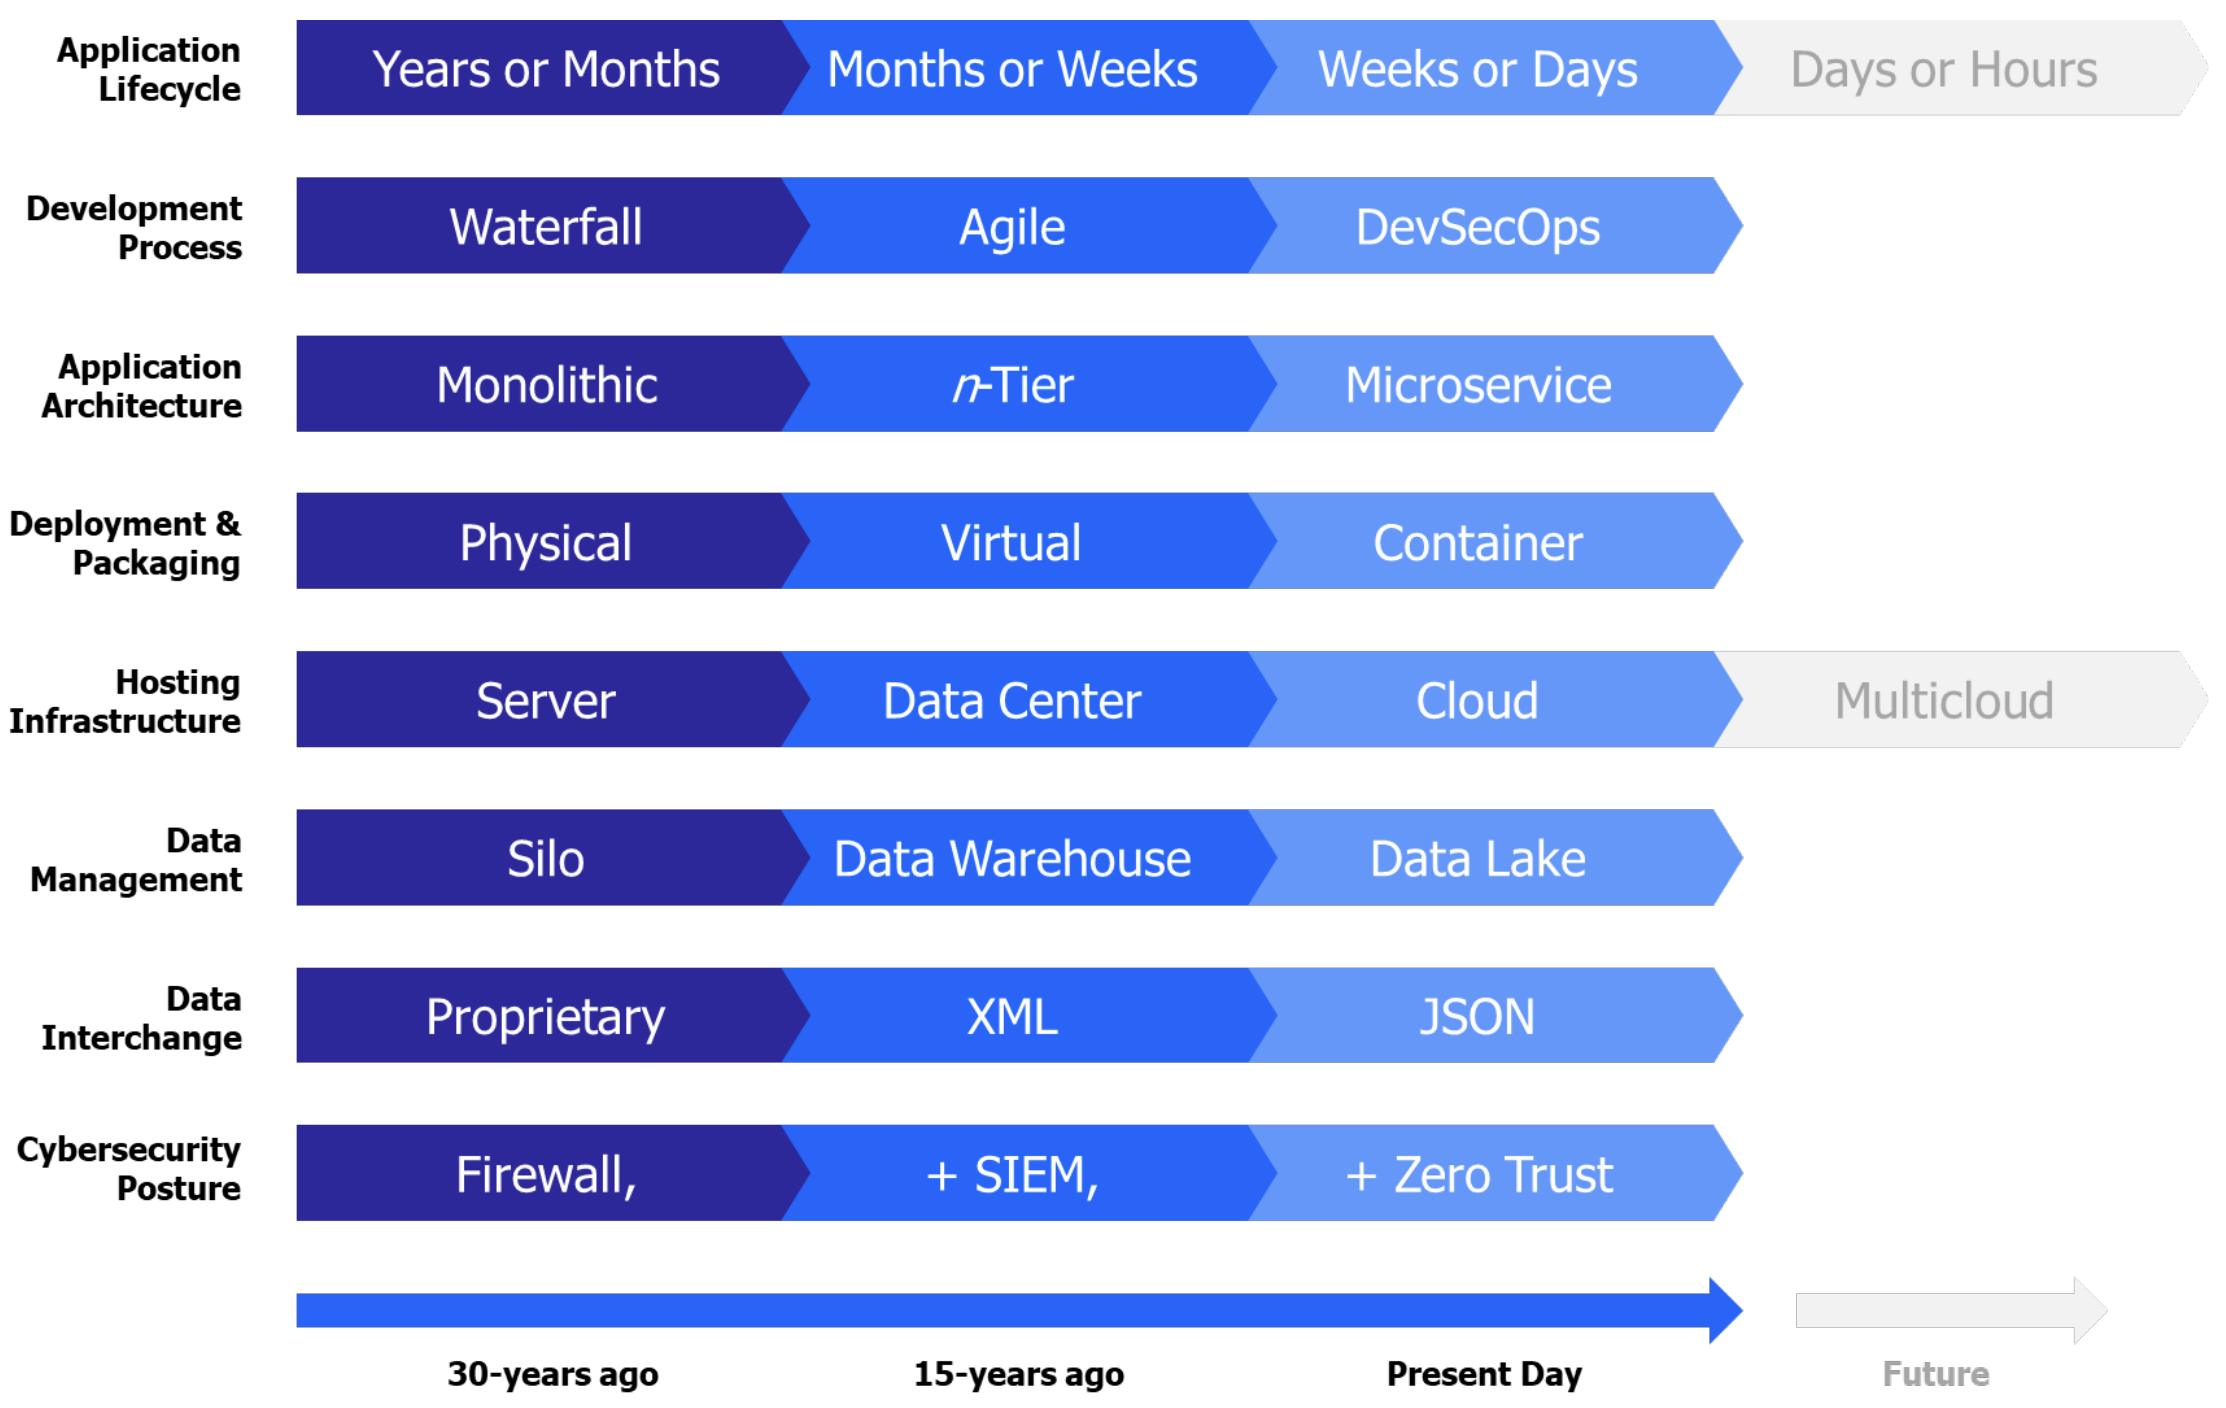 Application
Lifecycle
Years or Months
Months or Weeks
Weeks or Days
Days or Hours
Development
Process
Waterfall
Agile
DevSecOps
Application
Architecture
Monolithic
n-Tier
Microservice
Deployment &
Packaging
Physical
Virtual
Container
Hosting
Infrastructure
Server
Data Center
Cloud
Multicloud
Data
Management
Silo
Data Warehouse
Data Lake
Data
Interchange
Proprietary
XML
JSON
Cybersecurity
Posture
Firewall,
+ SIEM,
+ Zero Trust
30-years ago
15-years ago
Present Day
Future